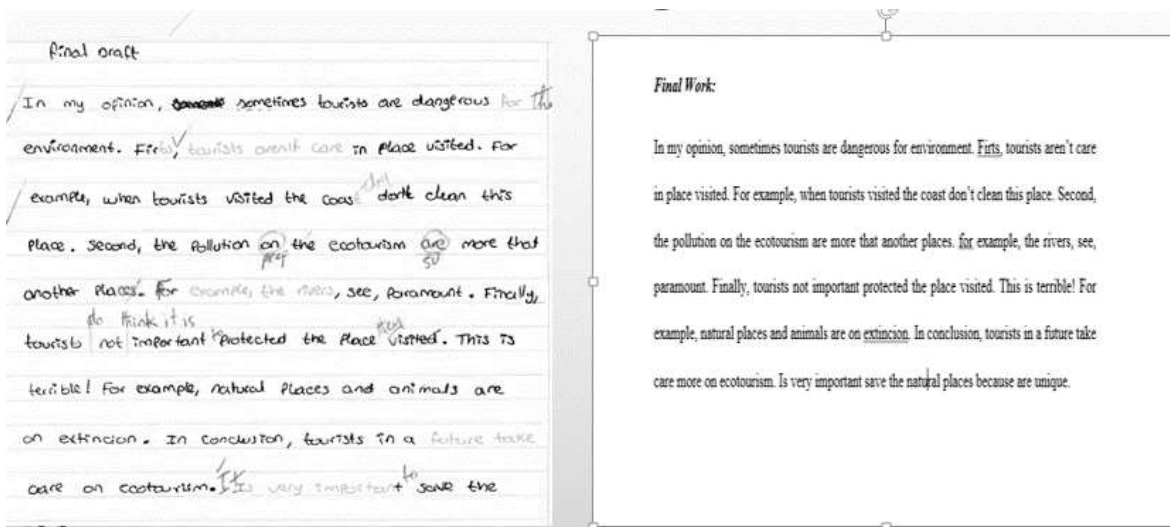 final draft
In my opinion, sometimes tourists are dangerous for the
environment. Firts, tourists arent care in place visited. For
example, when tourists visited the coast dont clean this
place. Second, the pollution on the ecotourism are more that
prep
so
another places. for example, the rivers, see, paramount. Finally,
do think it is
tourists not important to protected the place they visited. This is
terrible! For example, natural places and animals are
on extincion. In conclusion, tourists in a future take
care on ecotourism. It Is very important to save the
Final Work:
In my opinion, sometimes tourists are dangerous for environment. Firts, tourists aren't care
in place visited. For example, when tourists visited the coast don't clean this place. Second,
the pollution on the ecotourism are more that another places. for example, the rivers, see,
paramount. Finally, tourists not important protected the place visited. This is terrible! For
example, natural places and animals are on extincion. In conclusion, tourists in a future take
care more on ecotourism. Is very important save the natural places because are unique.